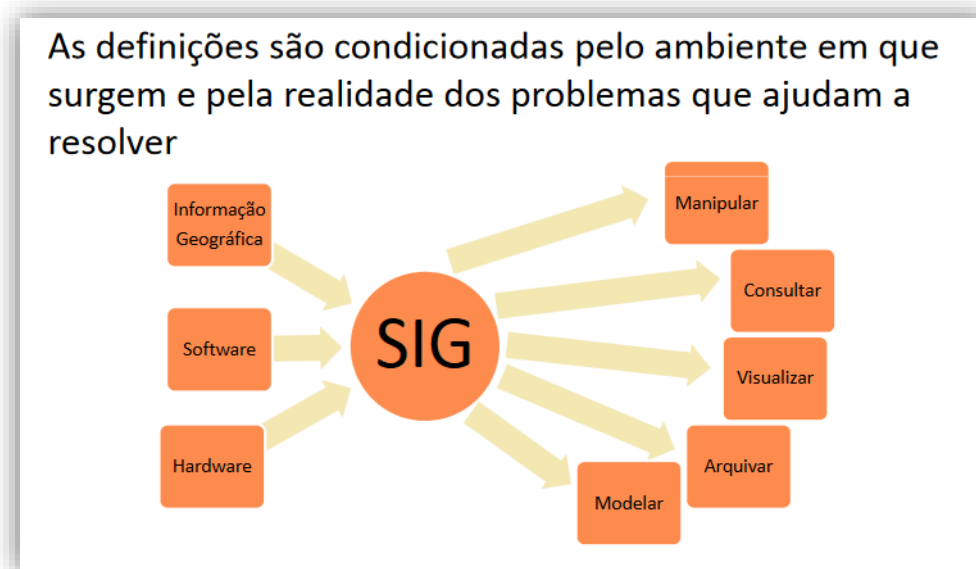 As definições são condicionadas pelo ambiente em que
surgem e pela realidade dos problemas que ajudam a
resolver
Informação
Geográfica
Software
Hardware
SIG
Manipular
Consultar
Visualizar
Arquivar
Modelar